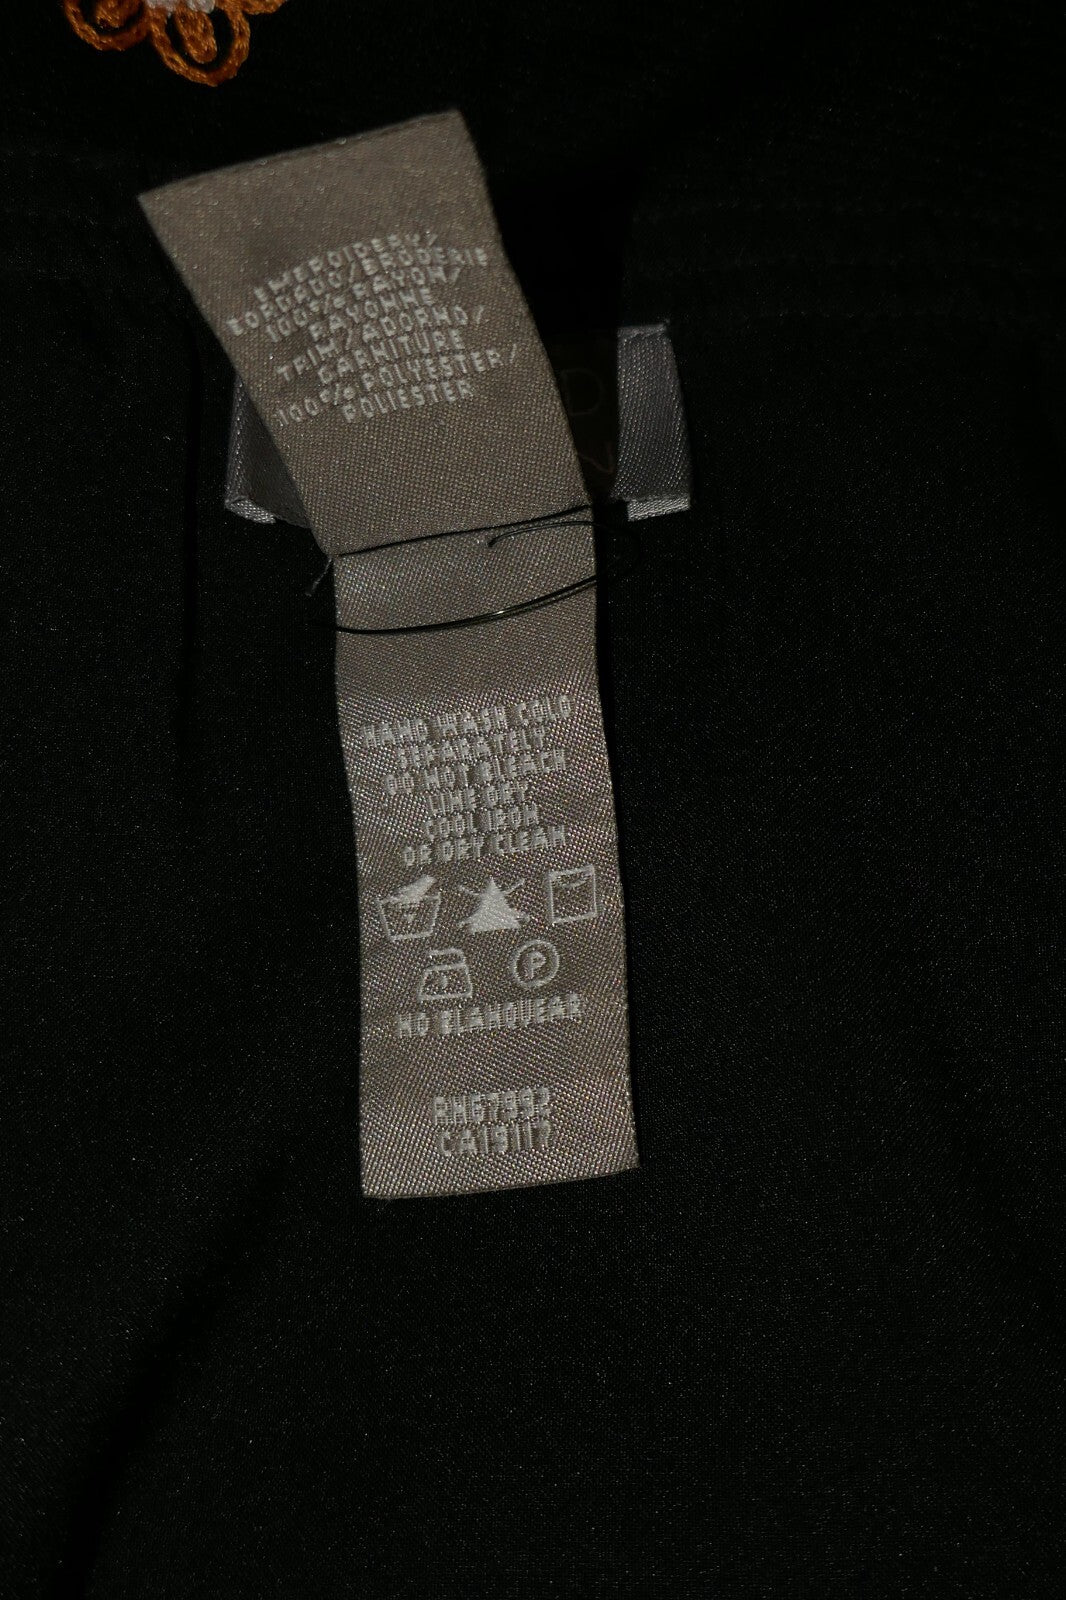 EMBROIDERY/
BORDADO/BRODERIE
100% RAYON/
RAYONNE
TRIM/ADORNO/
GARNITURE
100% POLYESTER/
POLIESTER
D
N
HAND WASH COLD
SEPARATELY
DO NOT BLEACH
LINE DRY
COOL IRON
OR DRY CLEAN
P
NO BLANQUEAR
RN67992
CA19117